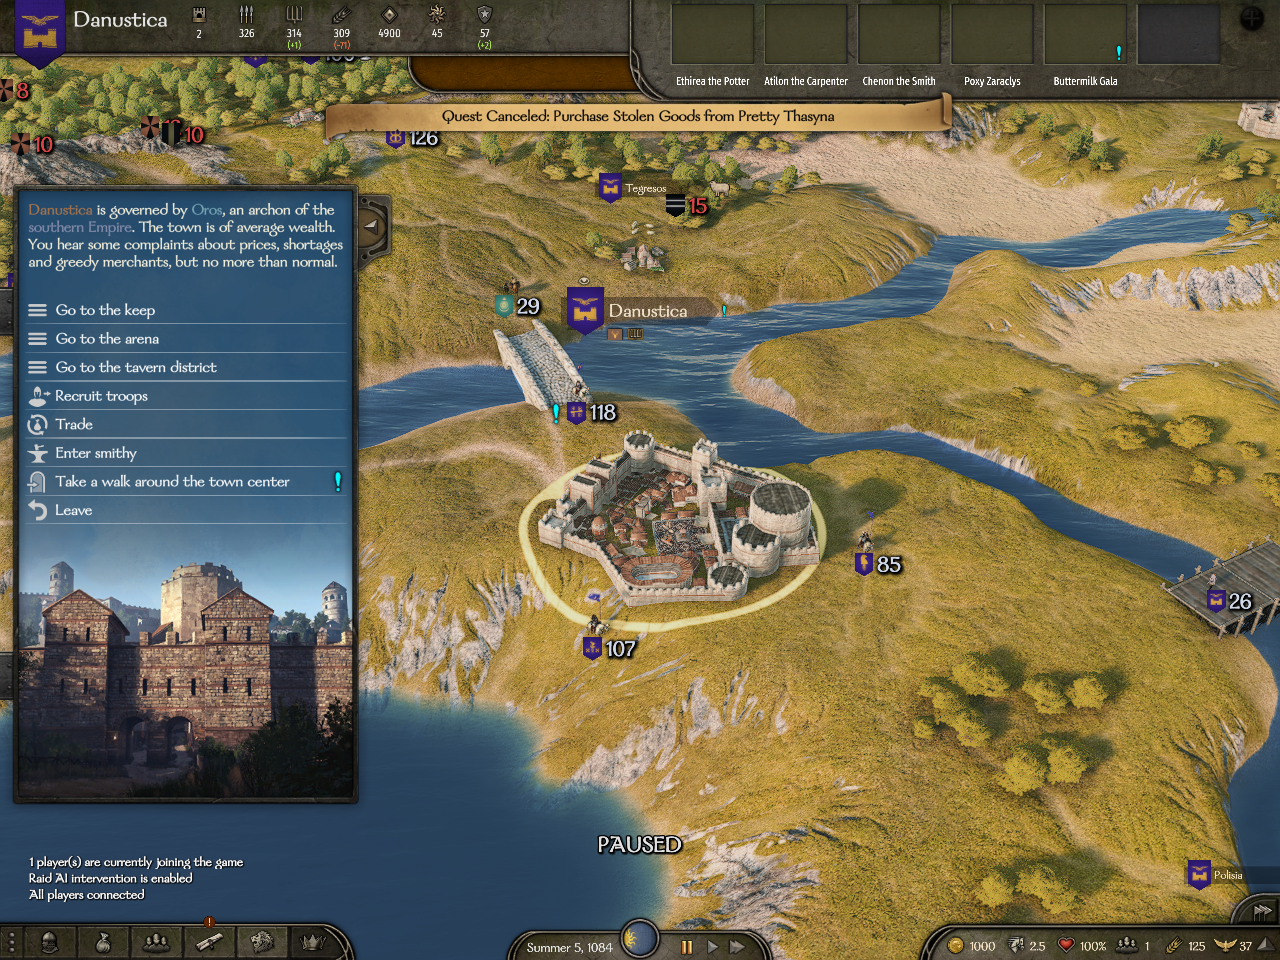 Danustica
2
326
314
(+1)
309
(-71)
4900
45
57
(+2)
Ethirea the Potter
Atilon the Carpenter
Chenon the Smith
Poxy Zaraclys
Buttermilk Gala
Quest Canceled: Purchase Stolen Goods from Pretty Thasyna
8
10
10
126
Tegresos
15
Danustica is governed by Oros, an archon of the
southern Empire. The town is of average wealth.
You hear some complaints about prices, shortages
and greedy merchants, but no more than normal.
Go to the keep
Go to the arena
Go to the tavern district
Recruit troops
Trade
Enter smithy
Take a walk around the town center
Leave
29
Danustica
118
85
26
107
PAUSED
Polisia
1 player(s) are currently joining the game
Raid AI intervention is enabled
All players connected
Summer 5, 1084
1000
2.5
100%
1
125
37